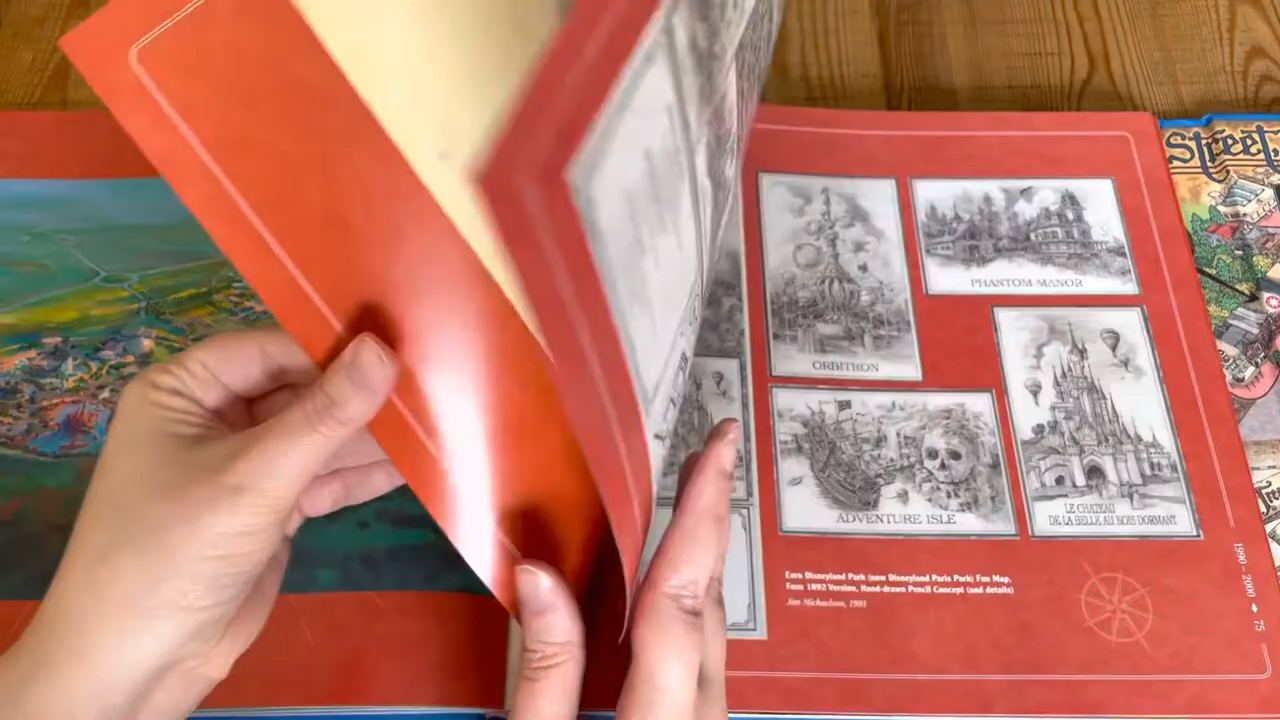 Street,
ORBITRON
PHANTOM MANOR
ADVENTURE ISLE
LE CHATEAU
DE LA BELLE AU BOIS DORMANT
Euro Disneyland Park (now Disneyland Paris Park) Fun Map,
Faux 1892 Version, Hand-drawn Pencil Concept (and details)
Jim Michaelson, 1991
1990 – 2000 ✦ 75